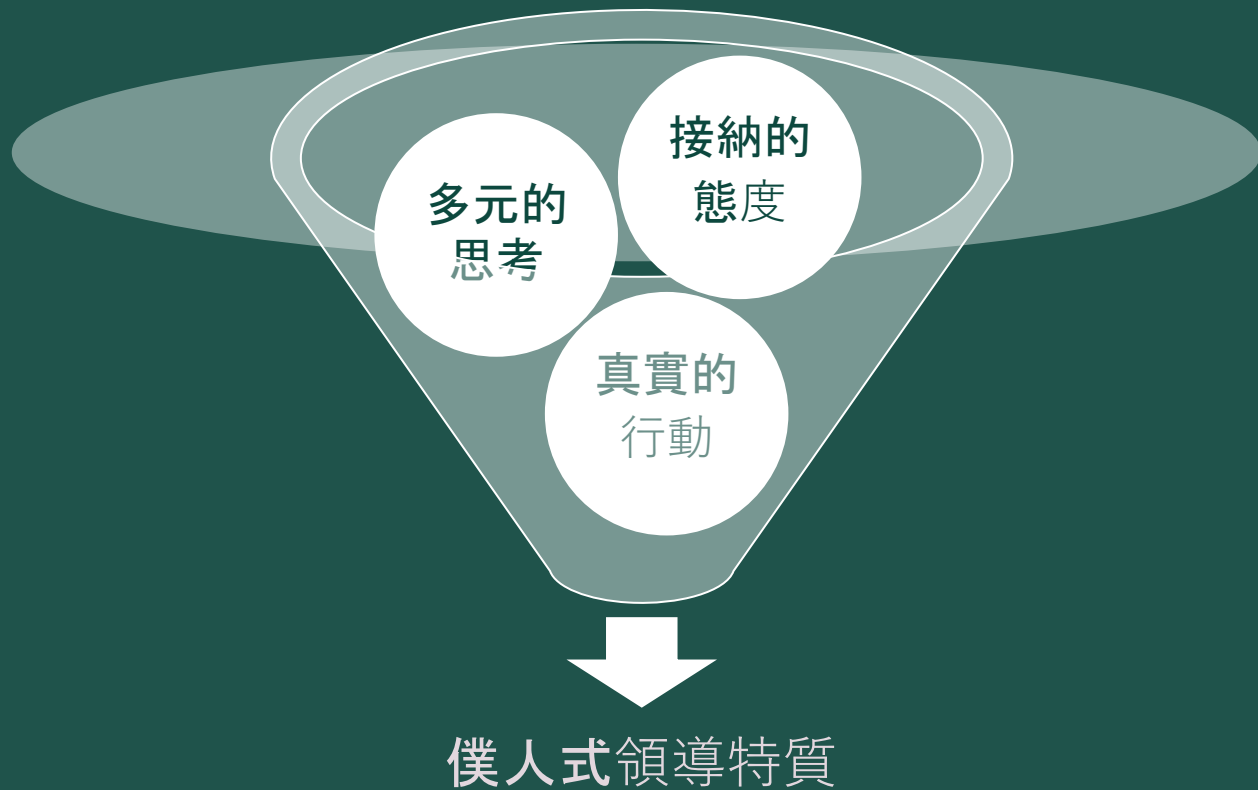 接納的
態度
多元的
思考
真實的
行動
僕人式領導特質